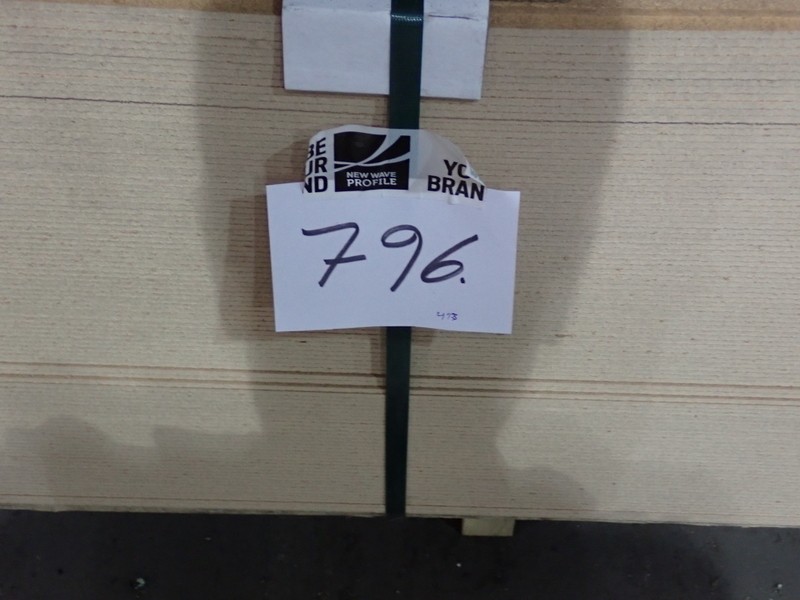 BE
UR
ND
NEW WAVE
PROFILE
YO
BRAN
796.